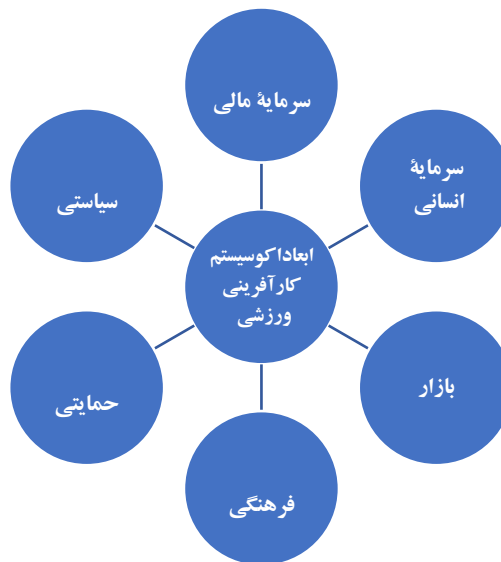 سرمایۀ مالی
سرمایۀ
انسانی
سیاستی
ابعاداکوسیستم
کارآفرینی
ورزشی
بازار
حمایتی
فرهنگی